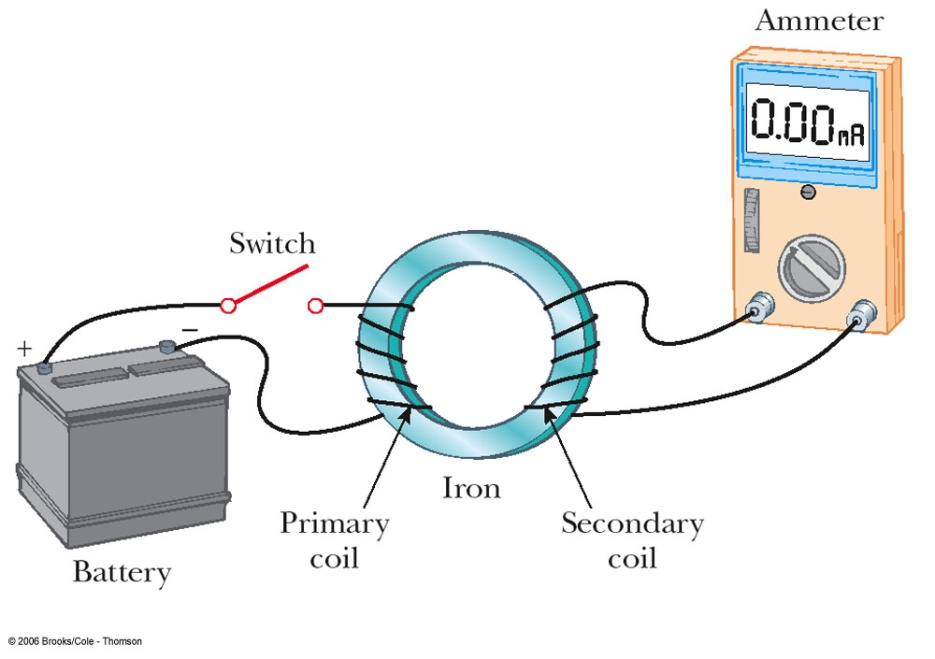 Ammeter
0.00mA
Switch
+
−
Iron
Primary
coil
Secondary
coil
Battery
© 2006 Brooks/Cole - Thomson